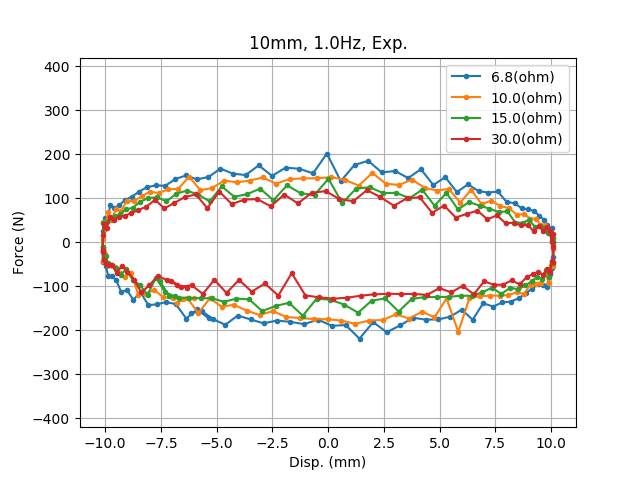 10mm, 1.0Hz, Exp.
6.8(ohm)
10.0(ohm)
15.0(ohm)
30.0(ohm)
Force (N)
400
300
200
100
0
−100
−200
−300
−400
−10.0 −7.5 −5.0 −2.5 0.0 2.5 5.0 7.5 10.0
Disp. (mm)